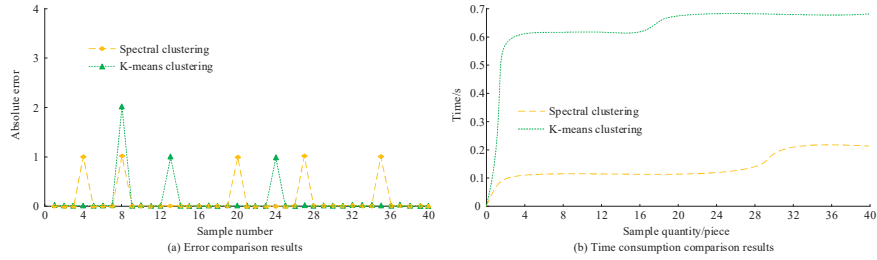 4
3
2
1
0
Absolute error
Spectral clustering
K-means clustering
0 4 8 12 16 20 24 28 32 36 40
Sample number
(a) Error comparison results
0.7
0.6
0.5
0.4
0.3
0.2
0.1
0
Time/s
Spectral clustering
K-means clustering
0 4 8 12 16 20 24 28 32 36 40
Sample quantity/piece
(b) Time consumption comparison results